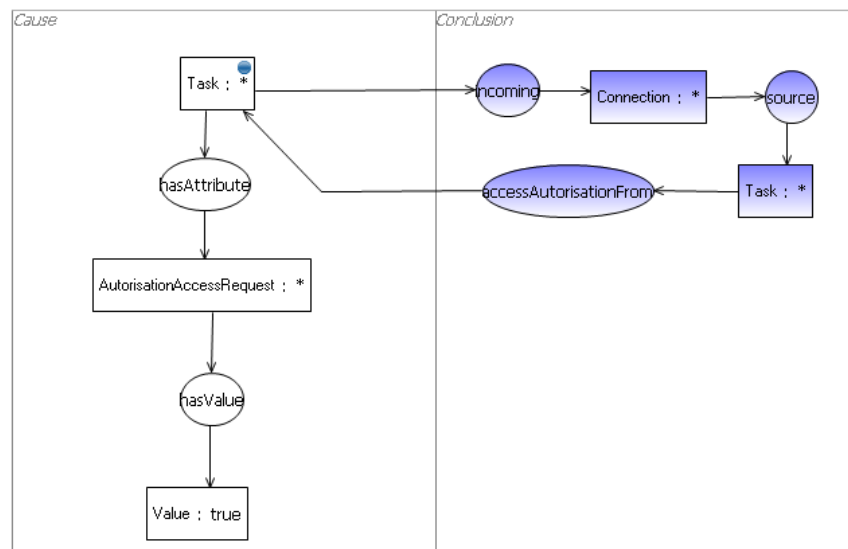 Cause
Conclusion
Task : *
incoming
Connection : *
source
hasAttribute
accessAutorisationFrom
Task : *
AutorisationAccessRequest : *
hasValue
Value : true